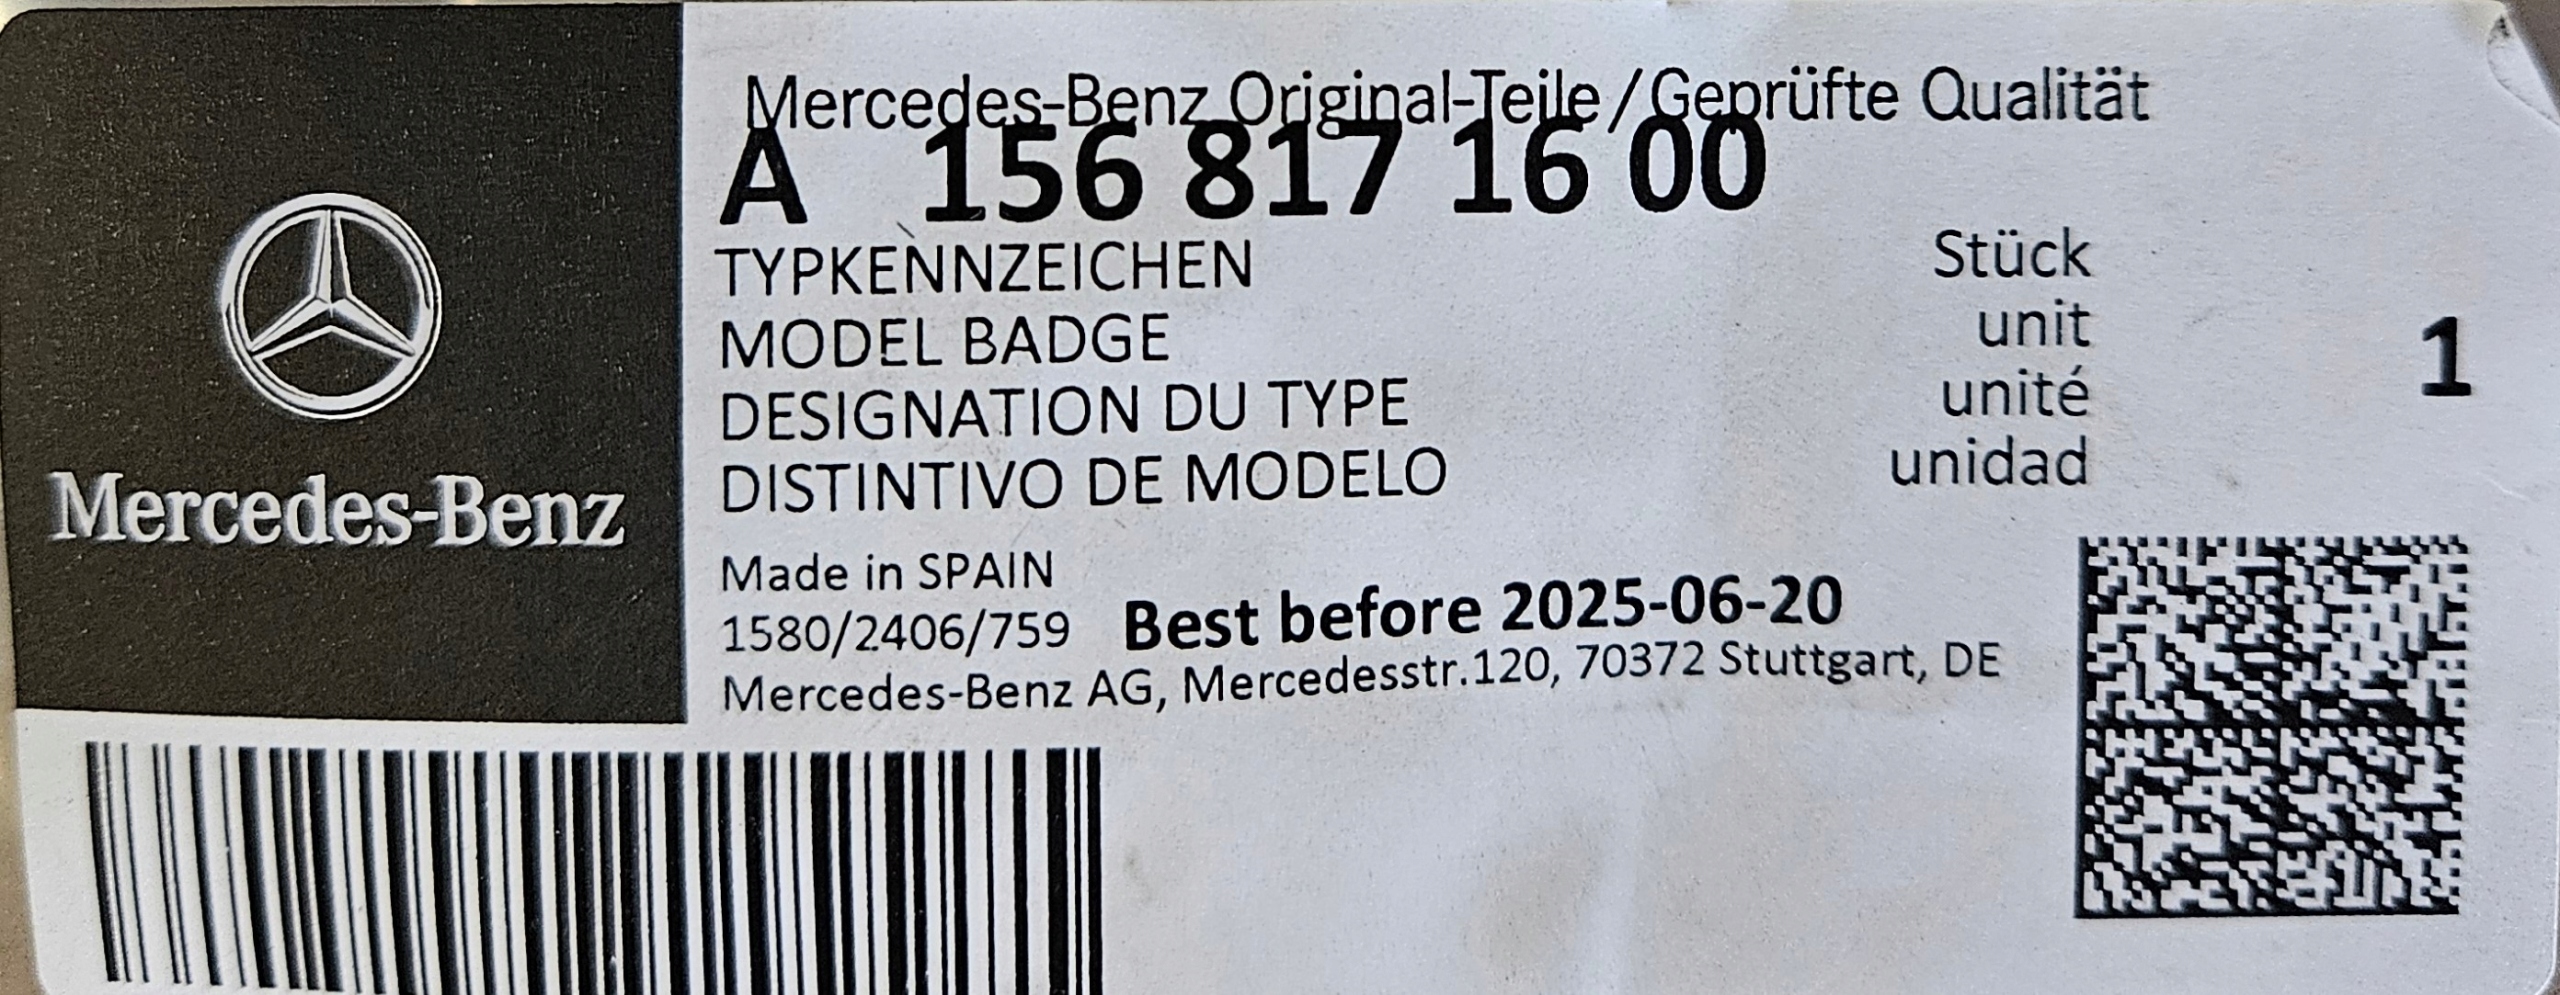 Mercedes-Benz
Mercedes-Benz Original-Teile/Geprüfte Qualität
A 156 817 16 00
TYPKENNZEICHEN
MODEL BADGE
DESIGNATION DU TYPE
DISTINTIVO DE MODELO
Stück
unit
unité
unidad
1
Made in SPAIN
1580/2406/759 Best before 2025-06-20
Mercedes-Benz AG, Mercedesstr.120, 70372 Stuttgart, DE